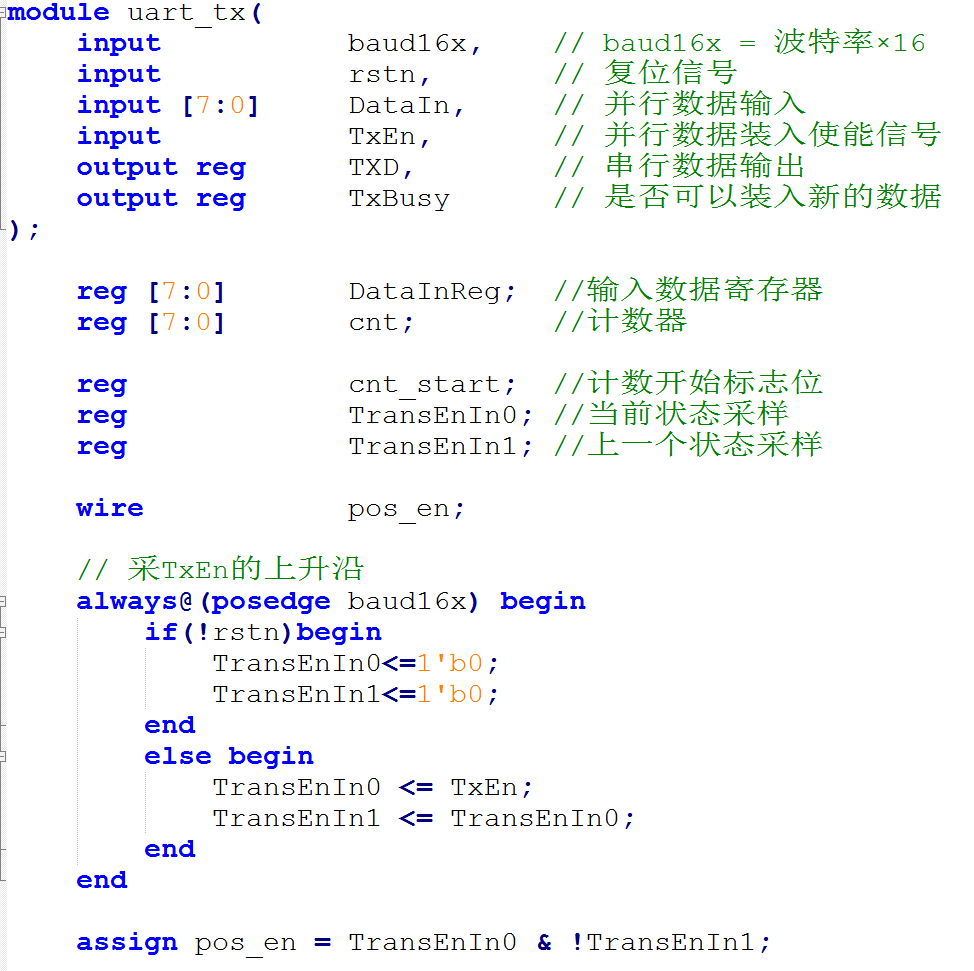 module uart_tx(
    input           baud16x,    // baud16x = 波特率×16
    input           rstn,       // 复位信号
    input [7:0]     DataIn,     // 并行数据输入
    input           TxEn,       // 并行数据装入使能信号
    output reg      TXD,        // 串行数据输出
    output reg      TxBusy      // 是否可以装入新的数据
);
    reg [7:0]       DataInReg;  //输入数据寄存器
    reg [7:0]       cnt;        //计数器
    reg             cnt_start;  //计数开始标志位
    reg             TransEnIn0; //当前状态采样
    reg             TransEnIn1; //上一个状态采样
    wire            pos_en;
    // 采TxEn的上升沿
    always@(posedge baud16x) begin
        if(!rstn)begin
            TransEnIn0<=1'b0;
            TransEnIn1<=1'b0;
        end
        else begin
            TransEnIn0 <= TxEn;
            TransEnIn1 <= TransEnIn0;
        end
    end
    assign pos_en = TransEnIn0 & !TransEnIn1;